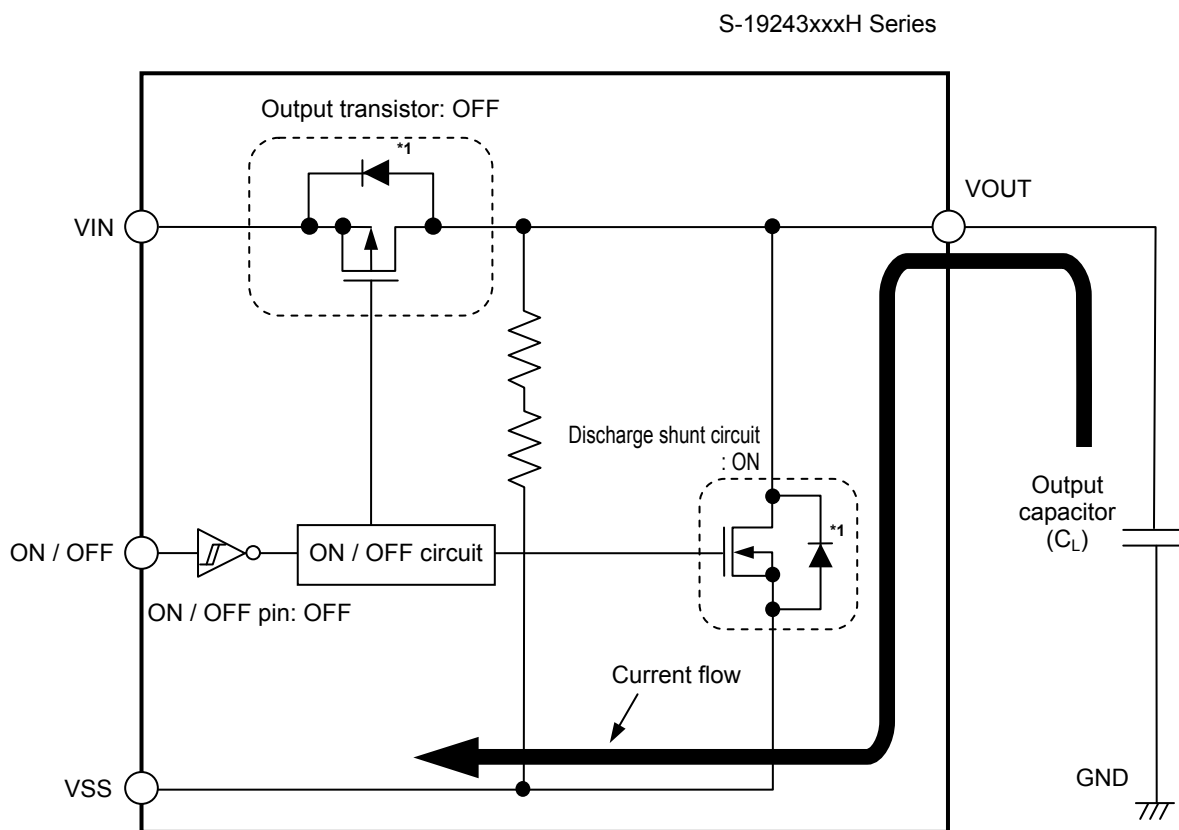 S-19243xxxH Series
Output transistor: OFF
*1
VIN
VOUT
Discharge shunt circuit
: ON
*1
Output
capacitor
(CL)
ON / OFF
ON / OFF circuit
ON / OFF pin: OFF
Current flow
VSS
GND